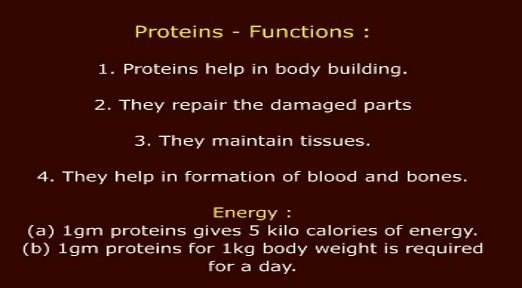 Proteins - Functions :
1. Proteins help in body building.
2. They repair the damaged parts
3. They maintain tissues.
4. They help in formation of blood and bones.
Energy :
(a) 1gm proteins gives 5 kilo calories of energy.
(b) 1gm proteins for 1kg body weight is required
for a day.